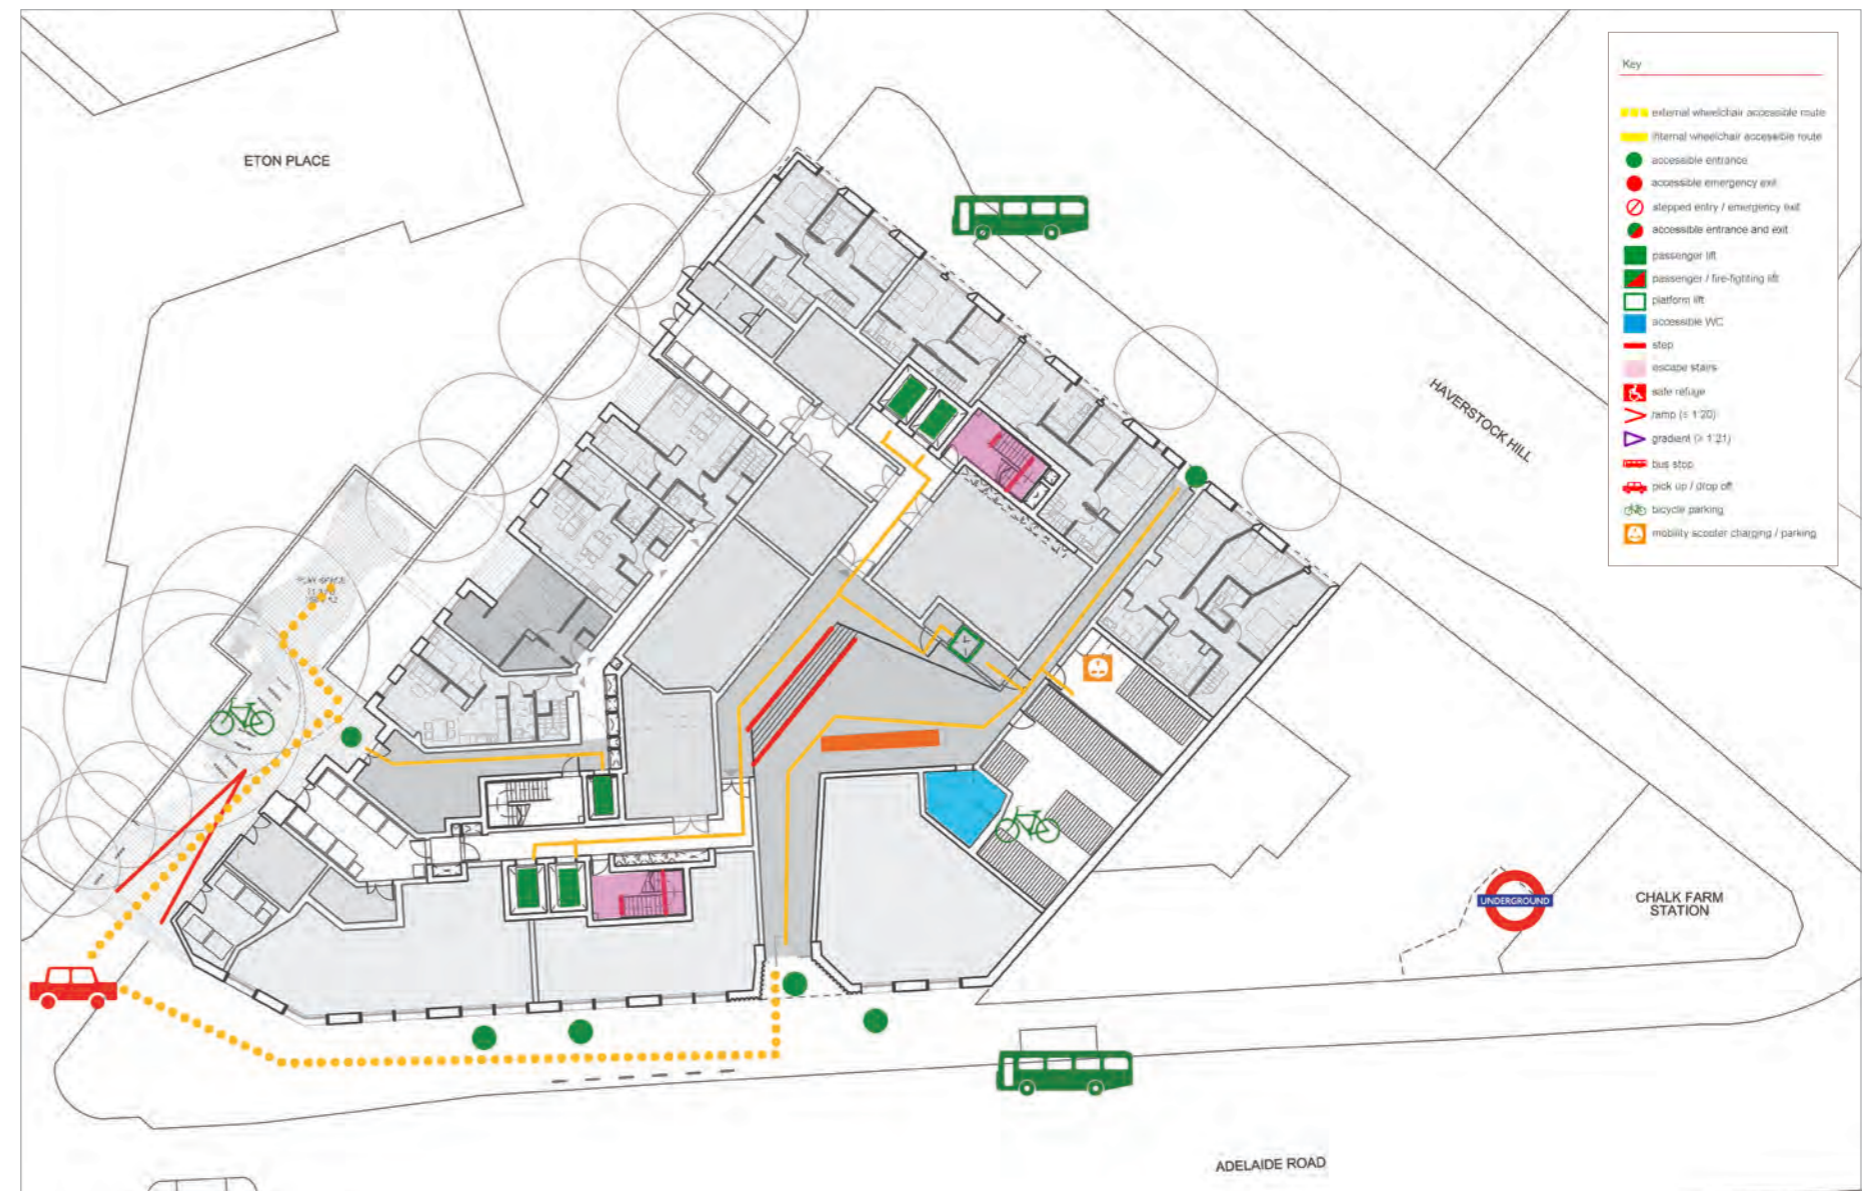 Key
external wheelchair accessible route
internal wheelchair accessible route
accessible entrance
accessible emergency exit
stepped entry / emergency exit
accessible entrance and exit
passenger lift
passenger / fire-fighting lift
platform lift
accessible WC
step
escape stairs
safe refuge
ramp (≤ 1:20)
gradient (> 1:21)
bus stop
pick up / drop off
bicycle parking
mobility scooter charging / parking
ETON PLACE
HAVERSTOCK HILL
PLAY SPACE
UNDERGROUND
CHALK FARM
STATION
ADELAIDE ROAD